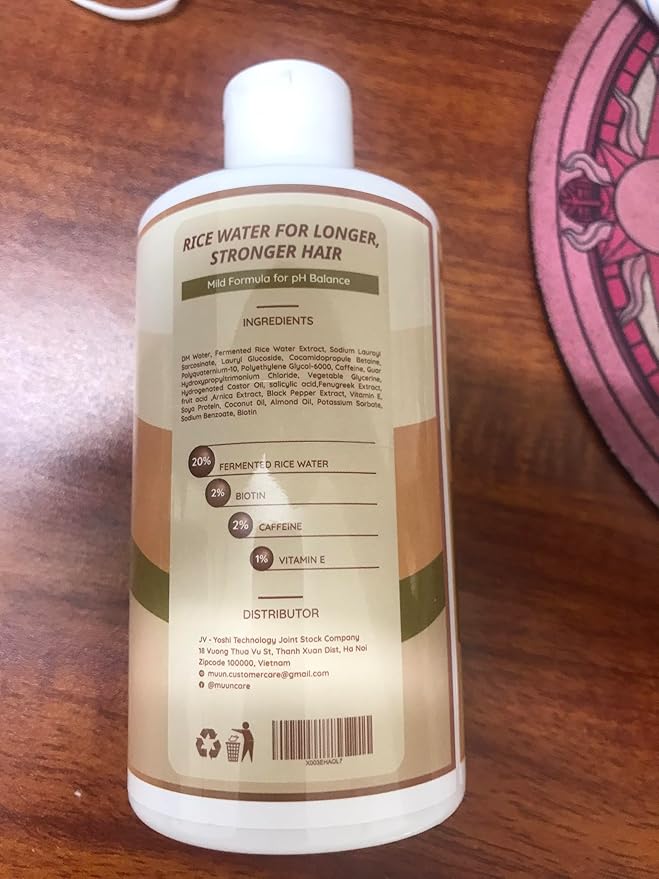 RICE WATER FOR LONGER,
STRONGER HAIR
Mild Formula for pH Balance
INGREDIENTS
DM Water, Fermented Rice Water Extract, Sodium Lauroyl
Sarcosinate, Lauryl Glucoside, Cocamidopropule Betaine,
Polyquaternium-10, Polyethylene Glycol-6000, Caffeine, Guar
Hydroxypropyltrimonium Chloride, Vegetable Glycerine,
Hydrogenated Castor Oil, salicylic acid,Fenugreek Extract,
fruit acid ,Arnica Extract, Black Pepper Extract, Vitamin E,
Soya Protein, Coconut Oil, Almond Oil, Potassium Sorbate,
Sodium Benzoate, Biotin
20% FERMENTED RICE WATER
2% BIOTIN
2% CAFFEINE
1% VITAMIN E
DISTRIBUTOR
JV - Yoshi Technology Joint Stock Company
18 Vuong Thua Vu St, Thanh Xuan Dist, Ha Noi
Zipcode 100000, Vietnam
muun.customercare@gmail.com
@muuncare
X003EHAOL7